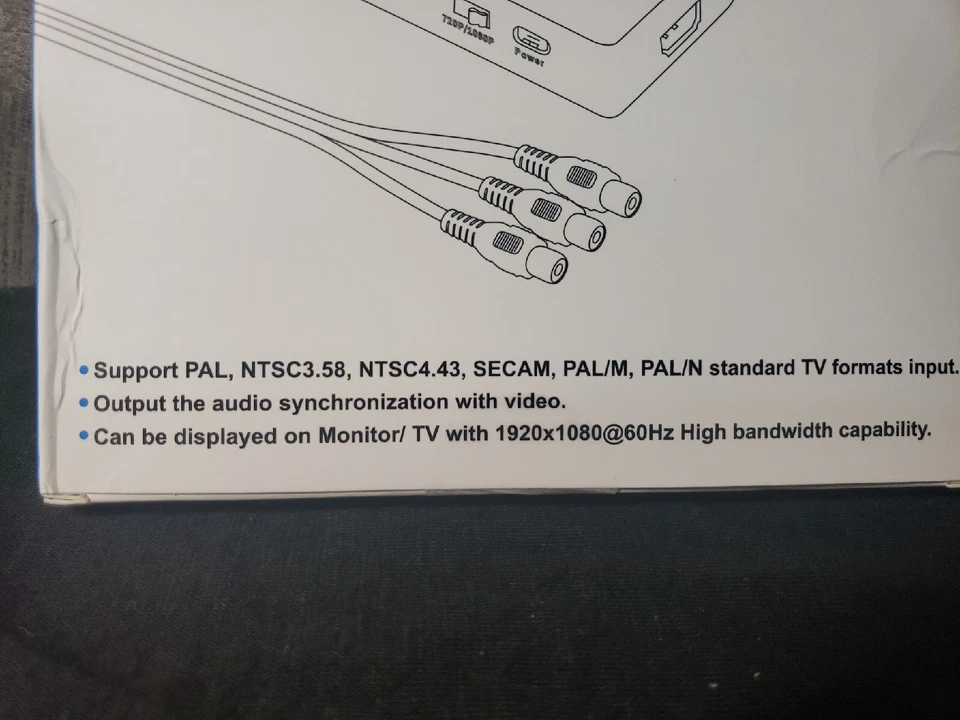 720P/1080P
Power
Support PAL, NTSC3.58, NTSC4.43, SECAM, PAL/M, PAL/N standard TV formats input.
Output the audio synchronization with video.
Can be displayed on Monitor/ TV with 1920x1080@60Hz High bandwidth capability.